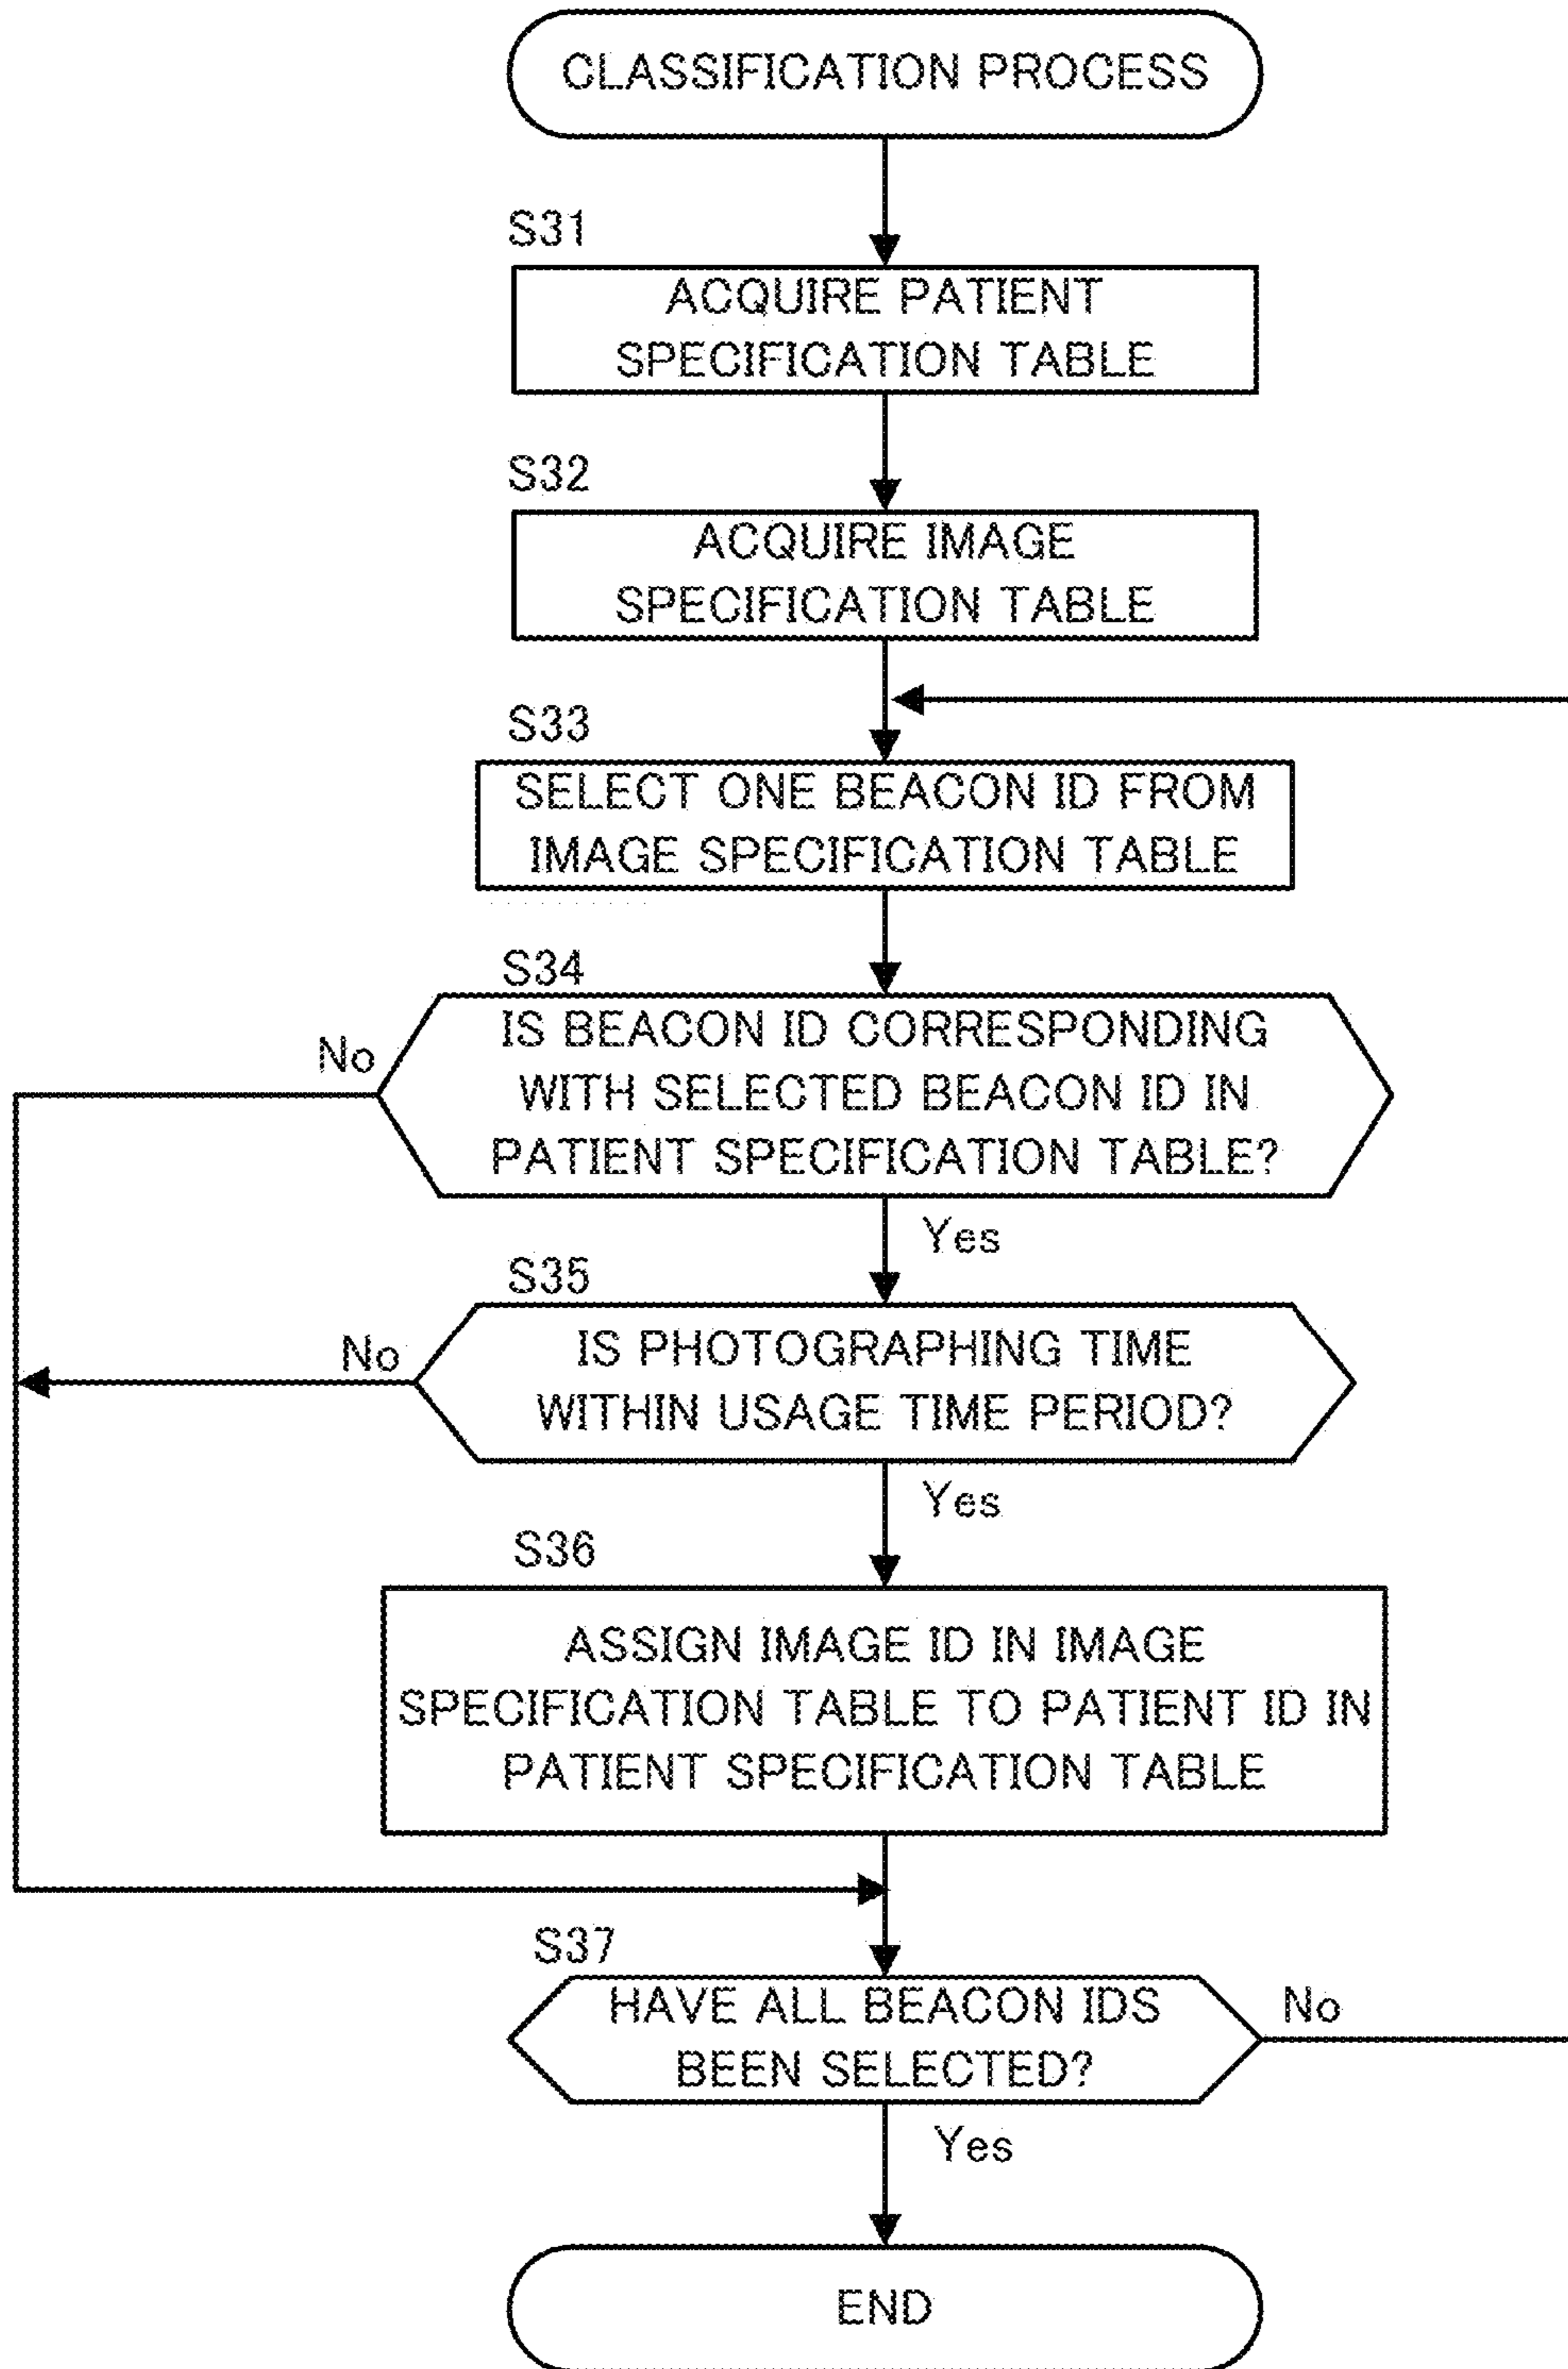 CLASSIFICATION PROCESS
S31
ACQUIRE PATIENT
SPECIFICATION TABLE
S32
ACQUIRE IMAGE
SPECIFICATION TABLE
S33
SELECT ONE BEACON ID FROM
IMAGE SPECIFICATION TABLE
S34
IS BEACON ID CORRESPONDING
WITH SELECTED BEACON ID IN
PATIENT SPECIFICATION TABLE?
No
Yes
S35
IS PHOTOGRAPHING TIME
WITHIN USAGE TIME PERIOD?
No
Yes
S36
ASSIGN IMAGE ID IN IMAGE
SPECIFICATION TABLE TO PATIENT ID IN
PATIENT SPECIFICATION TABLE
S37
HAVE ALL BEACON IDS
BEEN SELECTED?
No
Yes
END